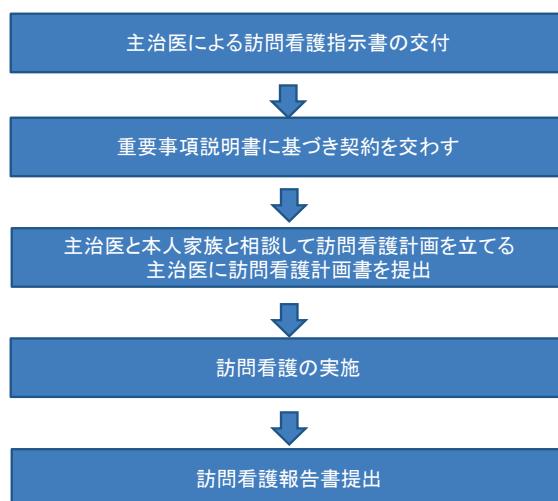 主治医による訪問看護指示書の交付
重要事項説明書に基づき契約を交わす
主治医と本人家族と相談して訪問看護計画を立てる
主治医に訪問看護計画書を提出
訪問看護の実施
訪問看護報告書提出